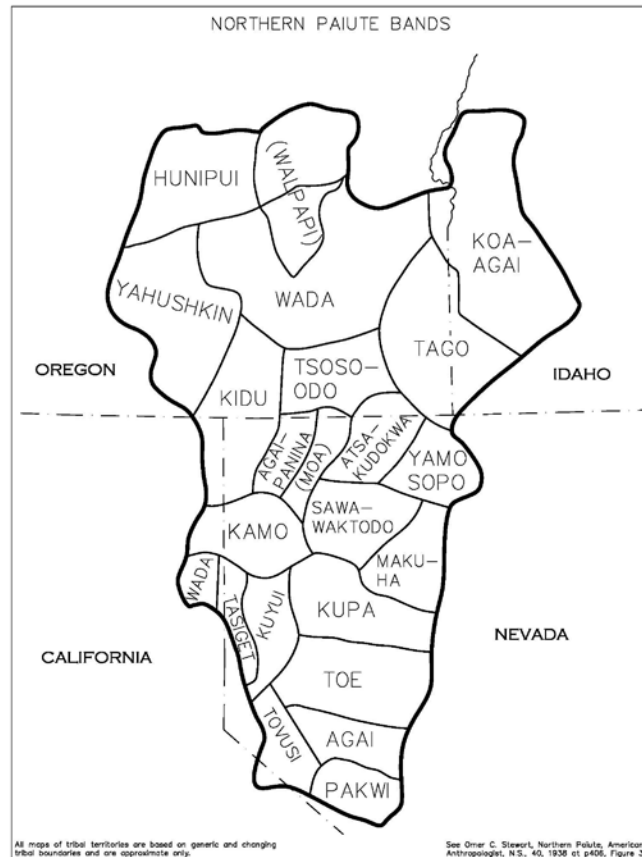 NORTHERN PAIUTE BANDS
HUNIPUI
(WALPAPI)
KOA-
AGAI
YAHUSHKIN
WADA
TAGO
OREGON
IDAHO
KIDU
TSOSO-
ODO
AGAI-
PANINA
(MOA)
ATSA-
KUDOKWA
YAMO
SOPO
KAMO
SAWA-
WAKTODO
MAKU-
HA
WADA
TASIGET
KUYUI
KUPA
CALIFORNIA
NEVADA
TOE
TOVUSI
AGAI
PAKWI
All maps of tribal territories are based on generic and changing
tribal boundaries and are approximate only.
See Omer C. Stewart, Northern Paiute, America
Anthropologist, N.S., 40, 1938 at p406, Figure 3